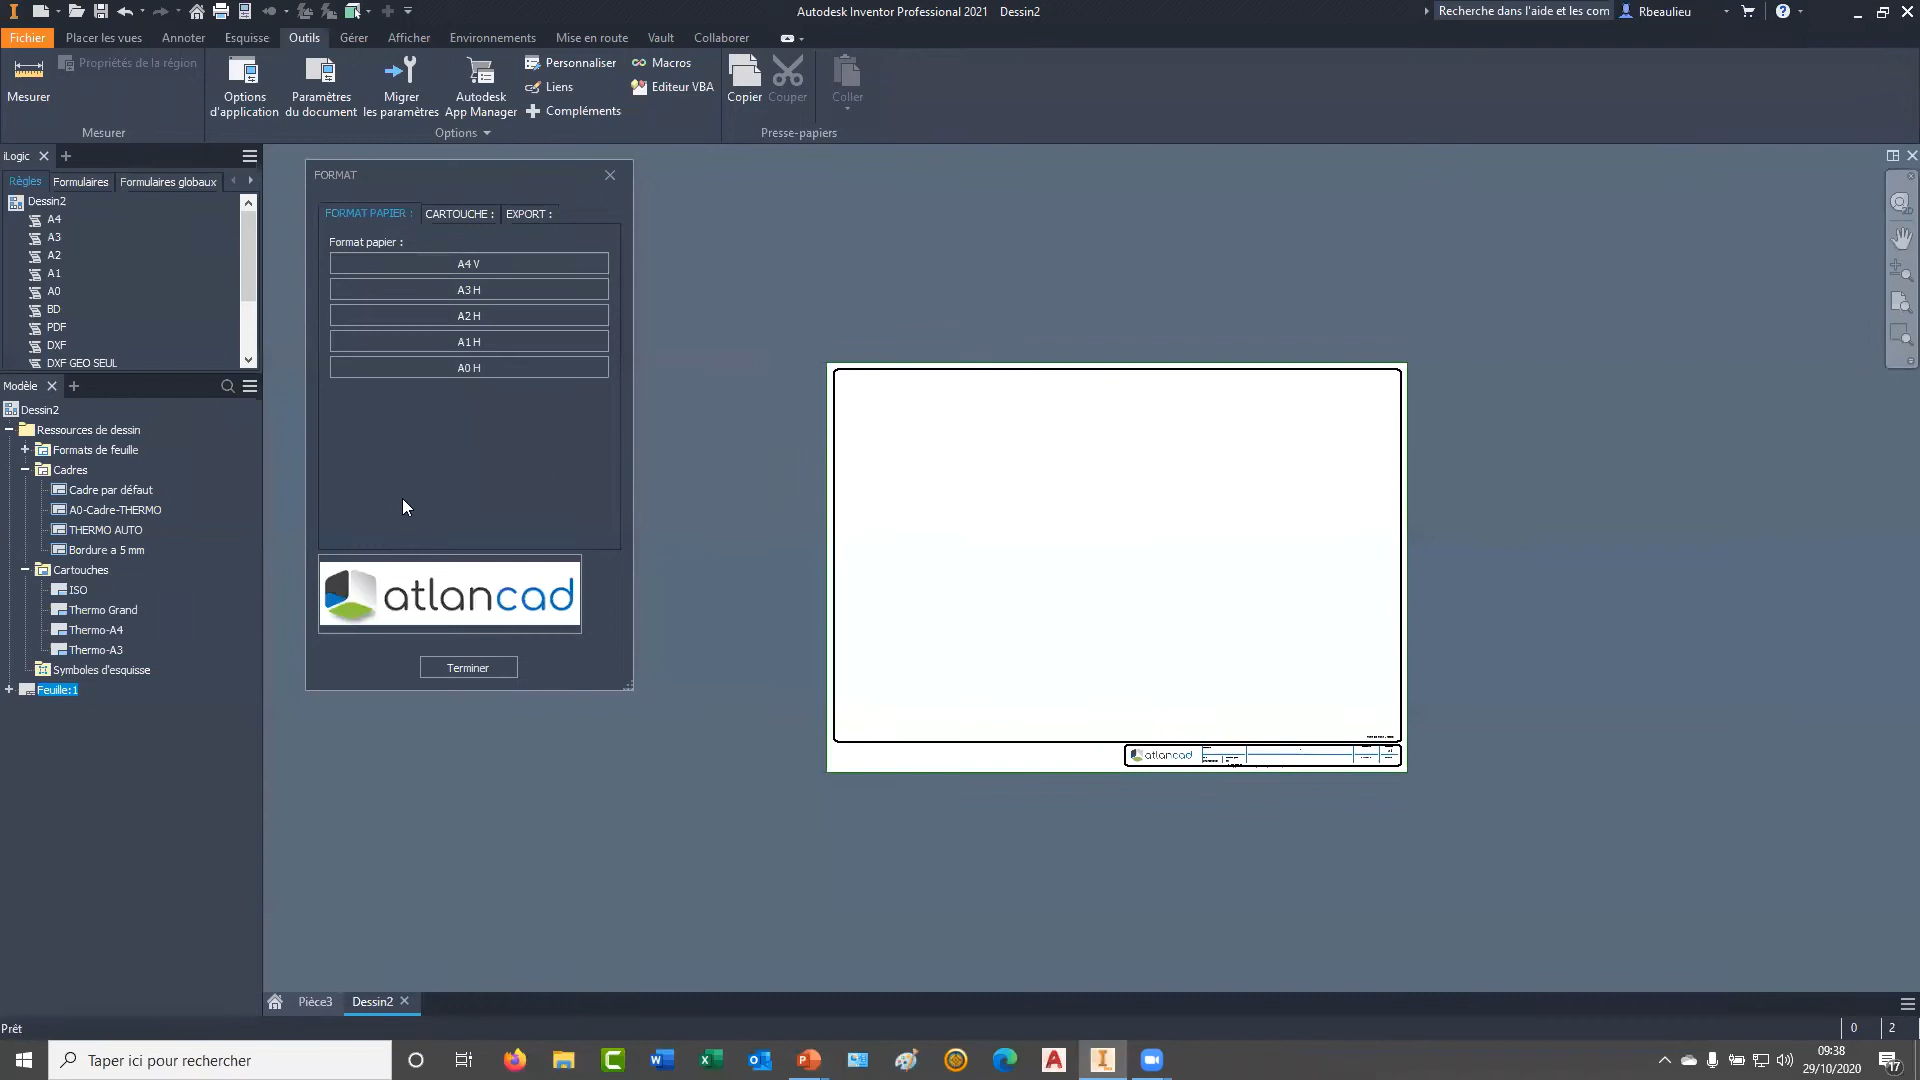 Autodesk Inventor Professional 2021 Dessin2
Recherche dans l'aide et les com
Rbeaulieu
Fichier Placer les vues Annoter Esquisse Outils Gérer Afficher Environnements Mise en route Vault Collaborer
Mesurer
Propriétés de la région
Options d'application
Paramètres du document
Migrer les paramètres
Autodesk App Manager
Personnaliser
Liens
Compléments
Macros
Editeur VBA
Copier
Couper
Coller
Mesurer
Options
Presse-papiers
iLogic
Règles Formulaires Formulaires globaux
Dessin2
A4
A3
A2
A1
A0
BD
PDF
DXF
DXF GEO SEUL
Modèle
Dessin2
Ressources de dessin
Formats de feuille
Cadres
Cadre par défaut
A0-Cadre-THERMO
THERMO AUTO
Bordure a 5 mm
Cartouches
ISO
Thermo Grand
Thermo-A4
Thermo-A3
Symboles d'esquisse
Feuille:1
FORMAT
FORMAT PAPIER : CARTOUCHE : EXPORT :
Format papier :
A4 V
A3 H
A2 H
A1 H
A0 H
atlancad
Terminer
atlancad
Pièce3
Dessin2
Prêt
0 2
Taper ici pour rechercher
09:38
29/10/2020
17